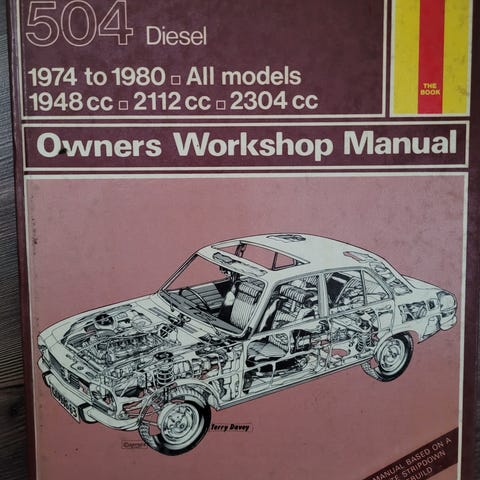 504 Diesel
1974 to 1980 □ All models
1948 cc □ 2112 cc □ 2304 cc
THE
BOOK
Owners Workshop Manual
Terry Davey
MANUAL BASED ON A
STRIPDOWN